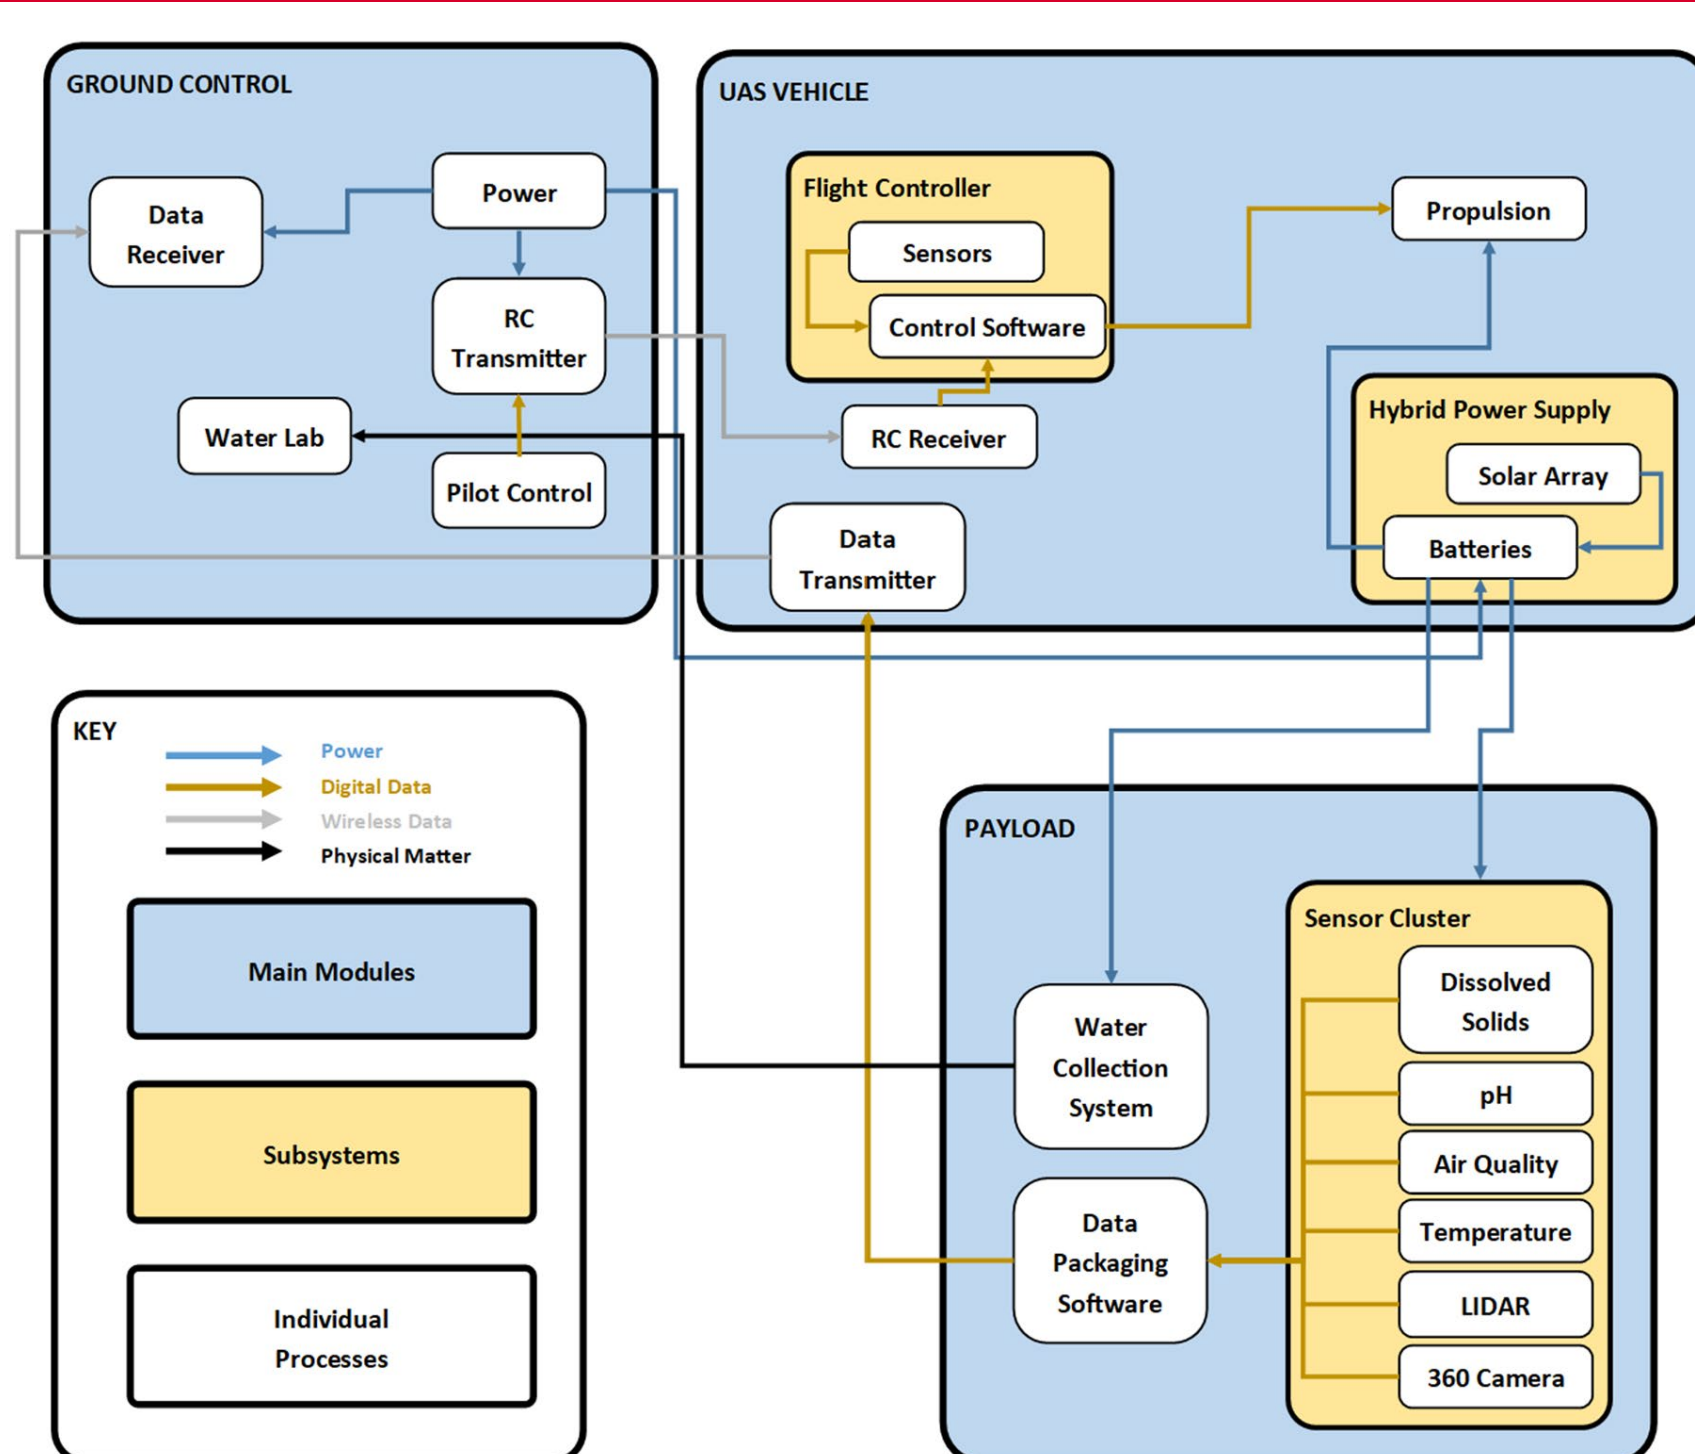 GROUND CONTROL
Data
Receiver
Power
RC
Transmitter
Water Lab
Pilot Control
UAS VEHICLE
Flight Controller
Sensors
Control Software
RC Receiver
Data
Transmitter
Propulsion
Hybrid Power Supply
Solar Array
Batteries
KEY
Power
Digital Data
Wireless Data
Physical Matter
Main Modules
Subsystems
Individual
Processes
PAYLOAD
Water
Collection
System
Data
Packaging
Software
Sensor Cluster
Dissolved
Solids
pH
Air Quality
Temperature
LIDAR
360 Camera